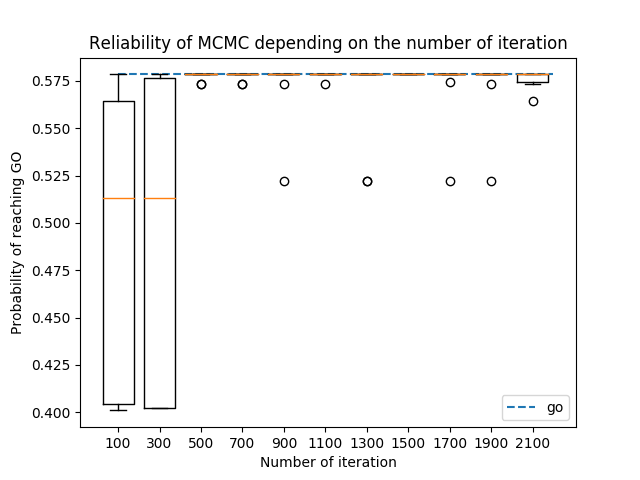 Reliability of MCMC depending on the number of iteration
Probability of reaching GO
0.575
0.550
0.525
0.500
0.475
0.450
0.425
0.400
go
100 300 500 700 900 1100 1300 1500 1700 1900 2100
Number of iteration